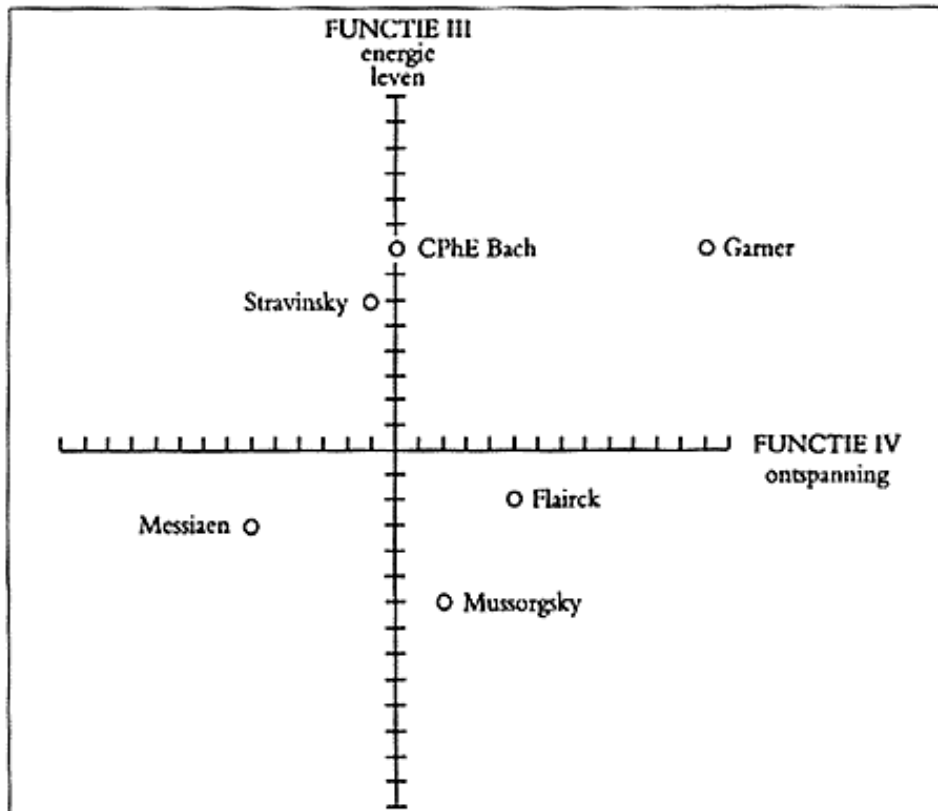 FUNCTIE III
energie
leven
CPhE Bach
Garner
Stravinsky
FUNCTIE IV
ontspanning
Flairck
Messiaen
Mussorgsky